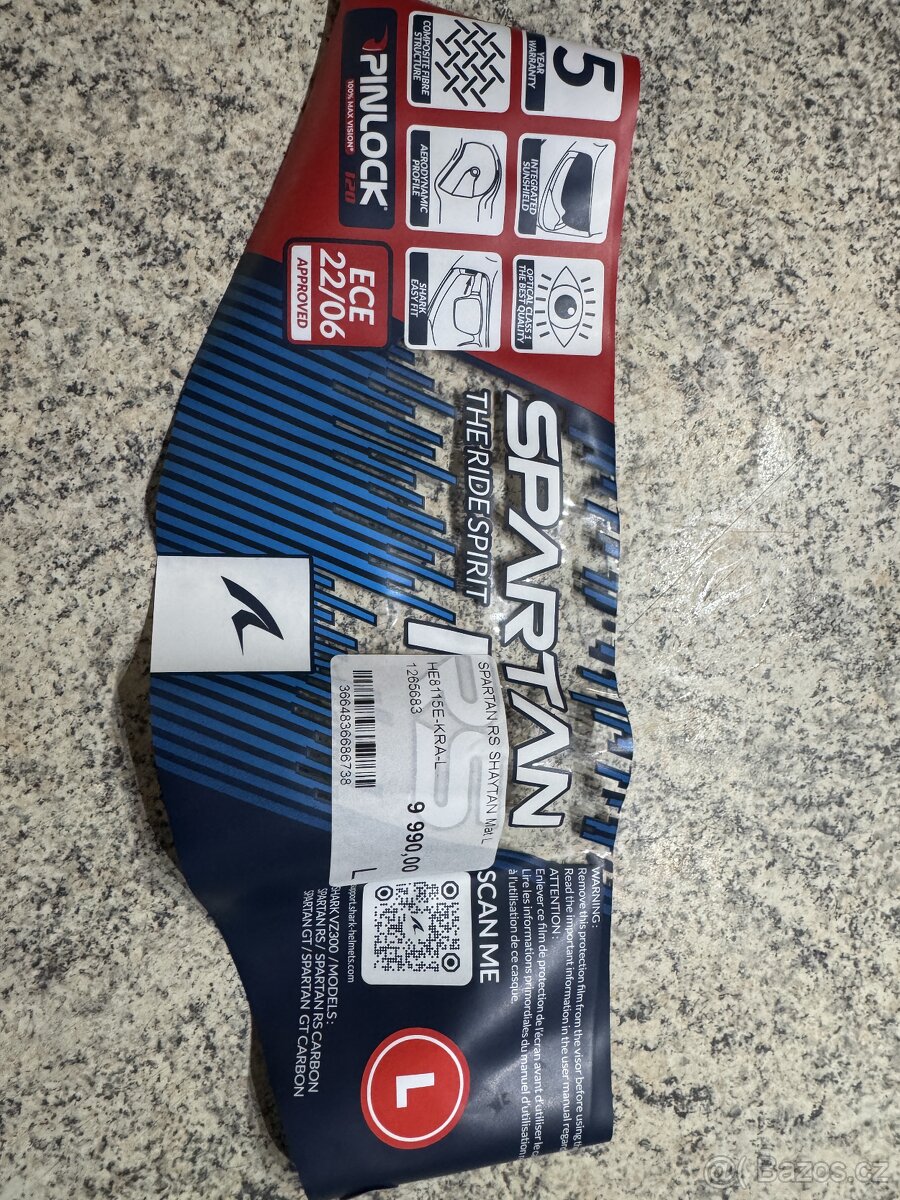 5
YEAR
WARRANTY
COMPOSITE FIBRE
STRUCTURE
PINLOCK® 120
100% MAX VISION®
INTEGRATED
SUNSHIELD
AERODYNAMIC
PROFILE
OPTICAL CLASS 1
THE BEST QUALITY
SHARK
EASY FIT
ECE
22/06
APPROVED
SPARTAN
THE RIDE SPIRIT
RS
SPARTAN RS SHAYTAN Mat L
HE8115E-KRA-L
1265683
9 990,00
3664836686738
L
WARNING :
Remove this protection film from the visor before using
Read the important information in the user manual
ATTENTION :
Enlever ce film de protection de l'écran avant d'utiliser le
Lire les informations primordiales du manuel d'utilisation
à l'utilisation de ce casque.
SCAN ME
support.shark-helmets.com
SHARK VZ300 / MODELS :
SPARTAN RS / SPARTAN RS CARBON
SPARTAN GT / SPARTAN GT CARBON
L
@ Bazos.cz